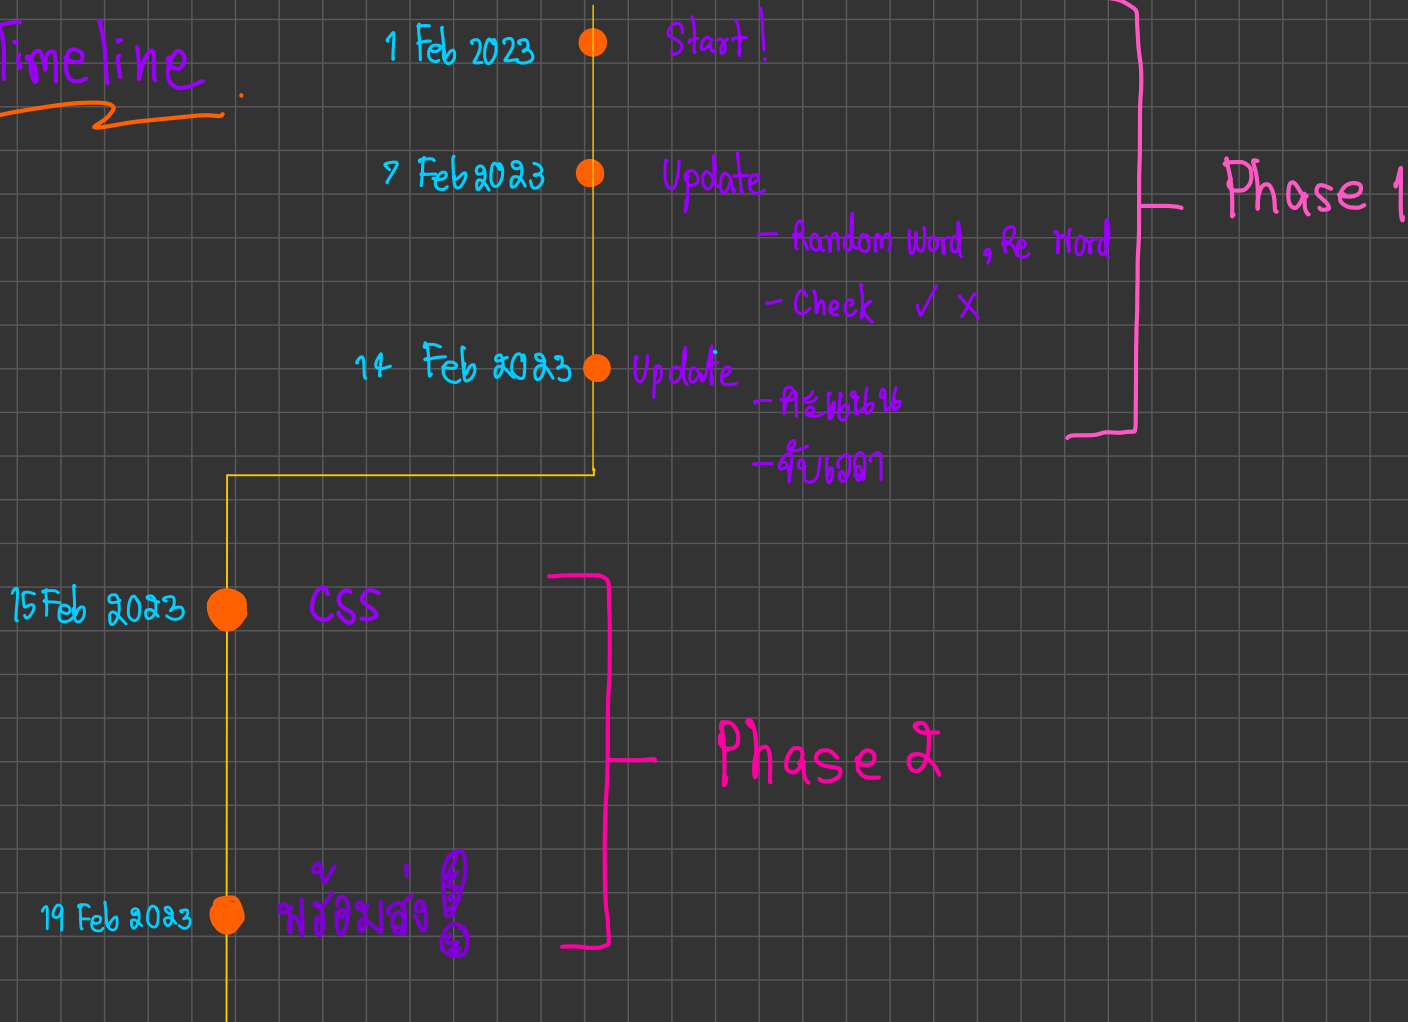 Timeline
1 Feb 2023 Start!
7 Feb 2023 Update
- Random Word, Re Word
- Check ✓ X
Phase 1
14 Feb 2023 Update
- คะแนน
- จับเวลา
15 Feb 2023 CSS
Phase 2
19 Feb 2023 พร้อมส่ง!